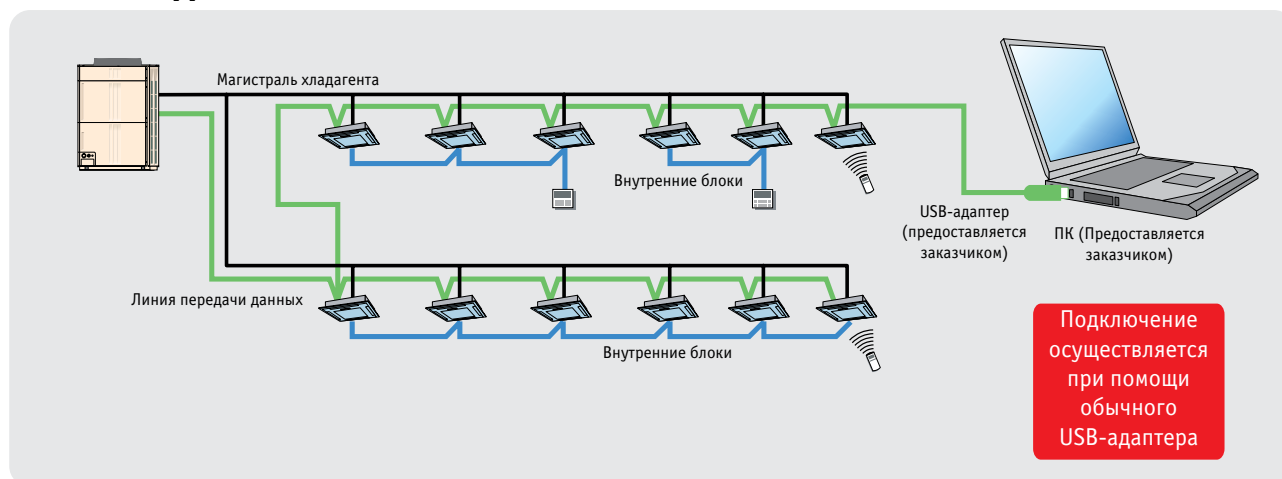 Магистраль хладагента
Внутренние блоки
USB-адаптер
(предоставляется
заказчиком)
ПК (Предоставляется
заказчиком)
Линия передачи данных
Внутренние блоки
Подключение
осуществляется
при помощи
обычного
USB-адаптера